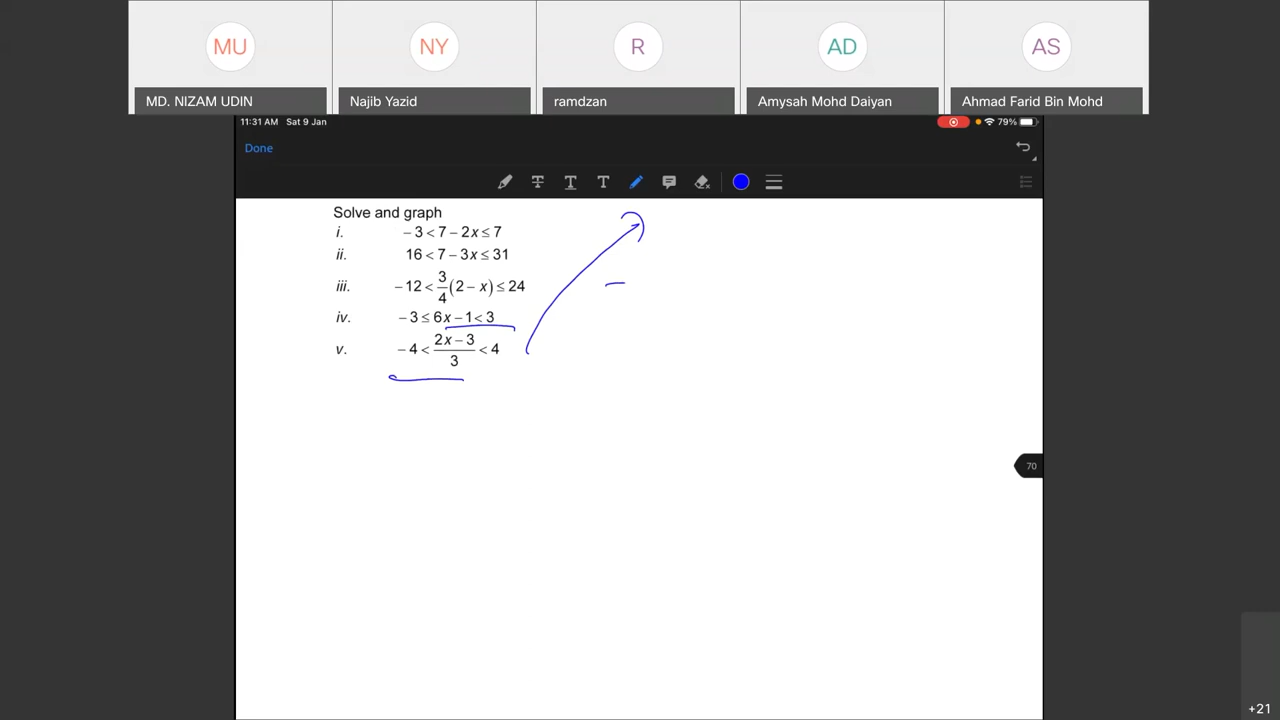 MU NY R AD AS
MD. NIZAM UDIN Najib Yazid ramdzan Amysah Mohd Daiyan Ahmad Farid Bin Mohd
11:31 AM Sat 9 Jan 79%
Done
T T T
Solve and graph
i. − 3 < 7 − 2x ≤ 7
ii. 16 < 7 − 3x ≤ 31
iii. − 12 < 3/4 (2 − x) ≤ 24
iv. − 3 ≤ 6x − 1 < 3
v. − 4 < (2x − 3)/3 < 4
70
+21